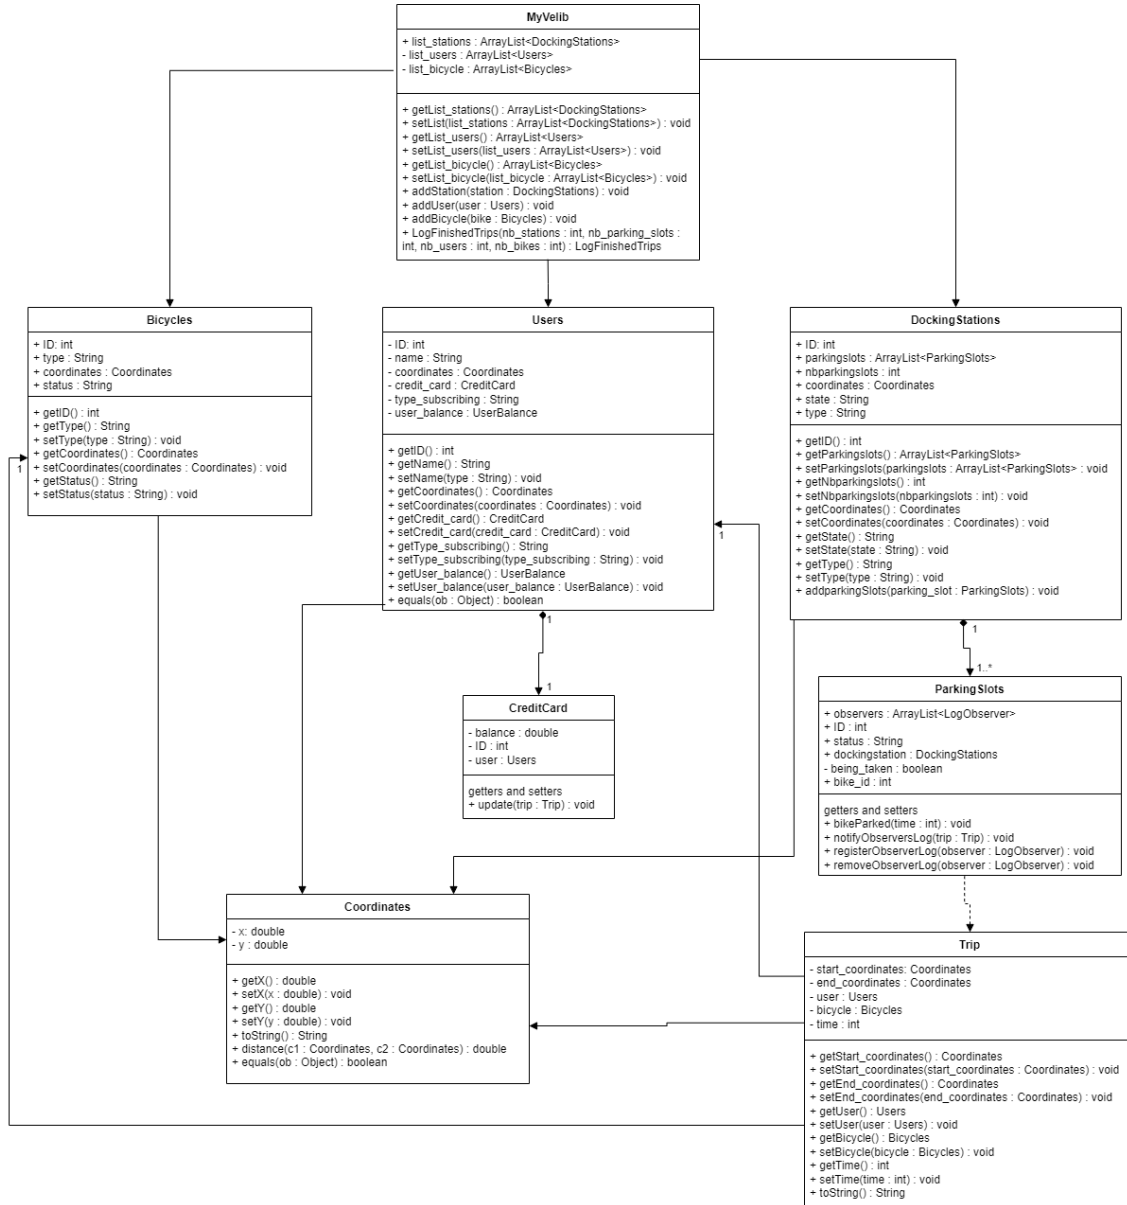 MyVelib
+ list_stations : ArrayList<DockingStations>
- list_users : ArrayList<Users>
- list_bicycle : ArrayList<Bicycles>
+ getList_stations() : ArrayList<DockingStations>
+ setList(list_stations : ArrayList<DockingStations>) : void
+ getList_users() : ArrayList<Users>
+ setList_users(list_users : ArrayList<Users>) : void
+ getList_bicycle() : ArrayList<Bicycles>
+ setList_bicycle(list_bicycle : ArrayList<Bicycles>) : void
+ addStation(station : DockingStations) : void
+ addUser(user : Users) : void
+ addBicycle(bike : Bicycles) : void
+ LogFinishedTrips(nb_stations : int, nb_parking_slots :
int, nb_users : int, nb_bikes : int) : LogFinishedTrips
Bicycles
+ ID: int
+ type : String
+ coordinates : Coordinates
+ status : String
+ getID() : int
+ getType() : String
+ setType(type : String) : void
+ getCoordinates() : Coordinates
+ setCoordinates(coordinates : Coordinates) : void
+ getStatus() : String
+ setStatus(status : String) : void
1
Users
- ID: int
- name : String
- coordinates : Coordinates
- credit_card : CreditCard
- type_subscribing : String
- user_balance : UserBalance
+ getID() : int
+ getName() : String
+ setName(type : String) : void
+ getCoordinates() : Coordinates
+ setCoordinates(coordinates : Coordinates) : void
+ getCredit_card() : CreditCard
+ setCredit_card(credit_card : CreditCard) : void
+ getType_subscribing() : String
+ setType_subscribing(type_subscribing : String) : void
+ getUser_balance() : UserBalance
+ setUser_balance(user_balance : UserBalance) : void
+ equals(ob : Object) : boolean
1
1
1
DockingStations
+ ID: int
+ parkingslots : ArrayList<ParkingSlots>
+ nbparkingslots : int
+ coordinates : Coordinates
+ state : String
+ type : String
+ getID() : int
+ getParkingslots() : ArrayList<ParkingSlots>
+ setParkingslots(parkingslots : ArrayList<ParkingSlots> : void
+ getNbparkingslots() : int
+ setNbparkingslots(nbparkingslots : int) : void
+ getCoordinates() : Coordinates
+ setCoordinates(coordinates : Coordinates) : void
+ getState() : String
+ setState(state : String) : void
+ getType() : String
+ setType(type : String) : void
+ addparkingSlots(parking_slot : ParkingSlots) : void
1
1..*
CreditCard
- balance : double
- ID : int
- user : Users
getters and setters
+ update(trip : Trip) : void
ParkingSlots
+ observers : ArrayList<LogObserver>
+ ID : int
+ status : String
+ dockingstation : DockingStations
- being_taken : boolean
+ bike_id : int
getters and setters
+ bikeParked(time : int) : void
+ notifyObserversLog(trip : Trip) : void
+ registerObserverLog(observer : LogObserver) : void
+ removeObserverLog(observer : LogObserver) : void
Coordinates
- x: double
- y : double
+ getX() : double
+ setX(x : double) : void
+ getY() : double
+ setY(y : double) : void
+ toString() : String
+ distance(c1 : Coordinates, c2 : Coordinates) : double
+ equals(ob : Object) : boolean
Trip
- start_coordinates: Coordinates
- end_coordinates : Coordinates
- user : Users
- bicycle : Bicycles
- time : int
+ getStart_coordinates() : Coordinates
+ setStart_coordinates(start_coordinates : Coordinates) : void
+ getEnd_coordinates() : Coordinates
+ setEnd_coordinates(end_coordinates : Coordinates) : void
+ getUser() : Users
+ setUser(user : Users) : void
+ getBicycle() : Bicycles
+ setBicycle(bicycle : Bicycles) : void
+ getTime() : int
+ setTime(time : int) : void
+ toString() : String